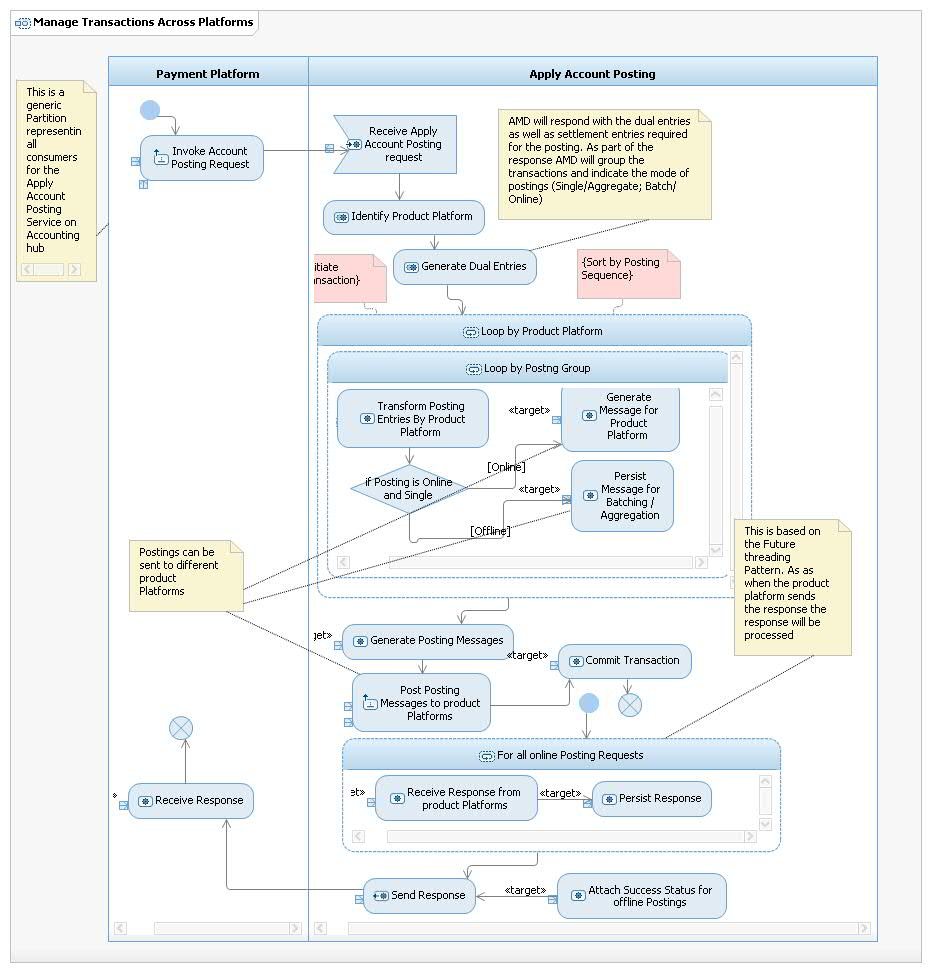 Manage Transactions Across Platforms
Payment Platform
Apply Account Posting
This is a
generic
Partition
representin
all
consumers
for the
Apply
Account
Posting
Service on
Accounting
hub
Invoke Account
Posting Request
Receive Apply
Account Posting
request
AMD will respond with the dual entries
as well as settlement entries required
for the posting. As part of the
response AMD will group the
transactions and indicate the mode of
postings (Single/Aggregate; Batch/
Online)
Identify Product Platform
Generate Dual Entries
itiate
nsaction}
{Sort by Posting
Sequence}
Loop by Product Platform
Loop by Postng Group
Transform Posting
Entries By Product
Platform
«target»
Generate
Message for
Product
Platform
if Posting is Online
and Single
[Online]
«target»
Persist
Message for
Batching /
Aggregation
[Offline]
Postings can be
sent to different
product
Platforms
This is based on
the Future
threading
Pattern. As as
when the product
platform sends
the response the
response will be
processed
get»
Generate Posting Messages
«target»
Commit Transaction
Post Posting
Messages to product
Platforms
For all online Posting Requests
et»
Receive Response from
product Platforms
«target»
Persist Response
»
Receive Response
Send Response
«target»
Attach Success Status for
offline Postings